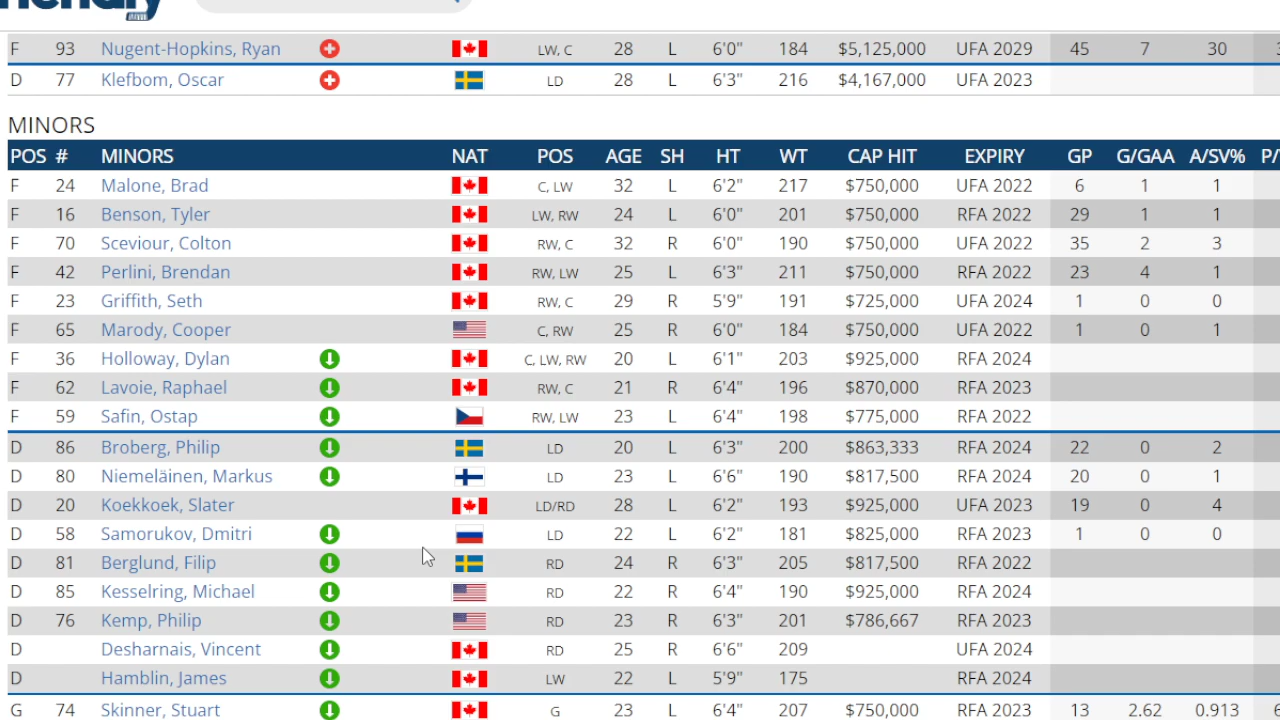 F 93 Nugent-Hopkins, Ryan LW, C 28 L 6'0" 184 $5,125,000 UFA 2029 45 7 30
D 77 Klefbom, Oscar LD 28 L 6'3" 216 $4,167,000 UFA 2023
MINORS
POS # MINORS NAT POS AGE SH HT WT CAP HIT EXPIRY GP G/GAA A/SV%
F 24 Malone, Brad C, LW 32 L 6'2" 217 $750,000 UFA 2022 6 1 1
F 16 Benson, Tyler LW, RW 24 L 6'0" 201 $750,000 RFA 2022 29 1 1
F 70 Sceviour, Colton RW, C 32 R 6'0" 190 $750,000 UFA 2022 35 2 3
F 42 Perlini, Brendan RW, LW 25 L 6'3" 211 $750,000 RFA 2022 23 4 1
F 23 Griffith, Seth RW, C 29 R 5'9" 191 $725,000 UFA 2024 1 0 0
F 65 Marody, Cooper C, RW 25 R 6'0" 184 $750,000 UFA 2022 1 0 1
F 36 Holloway, Dylan C, LW, RW 20 L 6'1" 203 $925,000 RFA 2024
F 62 Lavoie, Raphael RW, C 21 R 6'4" 196 $870,000 RFA 2023
F 59 Safin, Ostap RW, LW 23 L 6'4" 198 $775,000 RFA 2022
D 86 Broberg, Philip LD 20 L 6'3" 200 $863,333 RFA 2024 22 0 2
D 80 Niemeläinen, Markus LD 23 L 6'5" 190 $817,500 RFA 2023 20 0 1
D 20 Koekkoek, Slater LD/RD 28 L 6'2" 193 $925,000 UFA 2023 19 0 4
D 58 Samorukov, Dmitri LD 22 L 6'2" 181 $825,000 RFA 2023 1 0 0
D 81 Berglund, Filip RD 24 R 6'3" 205 $817,500 RFA 2022
D 85 Kesselring, Michael RD 22 R 6'4" 190 $925,000 RFA 2023
D 76 Kemp, Philip RD 23 R 6'3" 201 $786,667 RFA 2023
D Desharnais, Vincent RD 25 R 6'6" 209 UFA 2024
D Hamblin, James LW 22 L 5'9" 175 RFA 2024
G 74 Skinner, Stuart G 23 L 6'4" 207 $750,000 RFA 2023 13 2.62 0.913